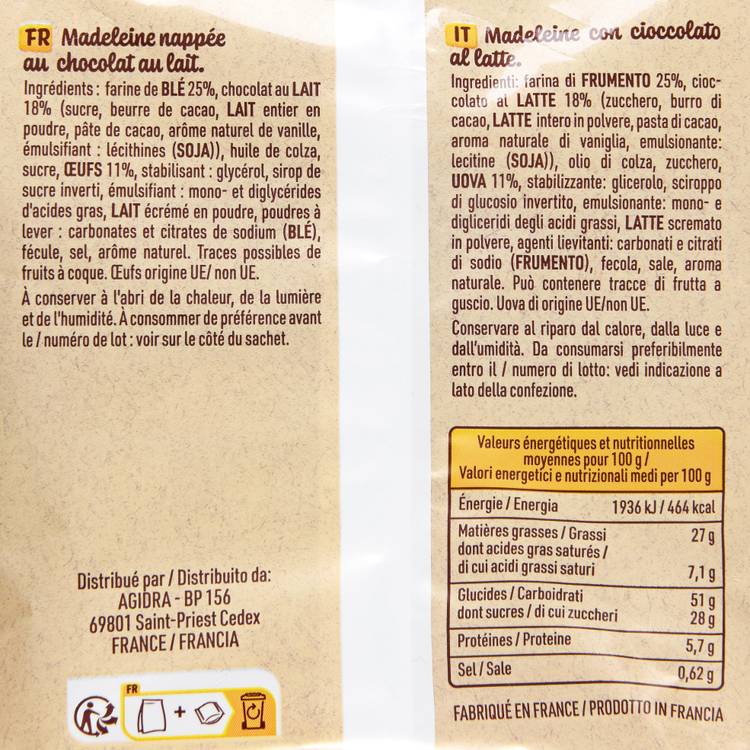 FR Madeleine nappée
au chocolat au lait.
Ingrédients : farine de BLÉ 25%, chocolat au LAIT
18% (sucre, beurre de cacao, LAIT entier en
poudre, pâte de cacao, arôme naturel de vanille,
émulsifiant : lécithines (SOJA)), huile de colza,
sucre, ŒUFS 11%, stabilisant : glycérol, sirop de
sucre inverti, émulsifiant : mono- et diglycérides
d'acides gras, LAIT écrémé en poudre, poudres à
lever : carbonates et citrates de sodium (BLÉ),
fécule, sel, arôme naturel. Traces possibles de
fruits à coque. Œufs origine UE/ non UE.
À conserver à l'abri de la chaleur, de la lumière
et de l'humidité. À consommer de préférence avant
le / numéro de lot : voir sur le côté du sachet.
Distribué par / Distribuito da:
AGIDRA - BP 156
69801 Saint-Priest Cedex
FRANCE / FRANCIA
FR
+
IT Madeleine con cioccolato
al latte.
Ingredienti: farina di FRUMENTO 25%, cioc-
colato al LATTE 18% (zucchero, burro di
cacao, LATTE intero in polvere, pasta di cacao,
aroma naturale di vaniglia, emulsionante:
lecitine (SOJA)), olio di colza, zucchero,
UOVA 11%, stabilizzante: glicerolo, sciroppo
di glucosio invertito, emulsionante: mono- e
digliceridi degli acidi grassi, LATTE scremato
in polvere, agenti lievitanti: carbonati e citrati
di sodio (FRUMENTO), fecola, sale, aroma
naturale. Può contenere tracce di frutta a
guscio. Uova di origine UE/non UE.
Conservare al riparo dal calore, dalla luce e
dall'umidità. Da consumarsi preferibilmente
entro il / numero di lotto: vedi indicazione a
lato della confezione.
Valeurs énergétiques et nutritionnelles
moyennes pour 100 g /
Valori energetici e nutrizionali medi per 100 g
Énergie / Energia 1936 kJ / 464 kcal
Matières grasses / Grassi 27 g
dont acides gras saturés /
di cui acidi grassi saturi 7,1 g
Glucides / Carboidrati 51 g
dont sucres / di cui zuccheri 28 g
Protéines / Proteine 5,7 g
Sel / Sale 0,62 g
FABRIQUÉ EN FRANCE / PRODOTTO IN FRANCIA